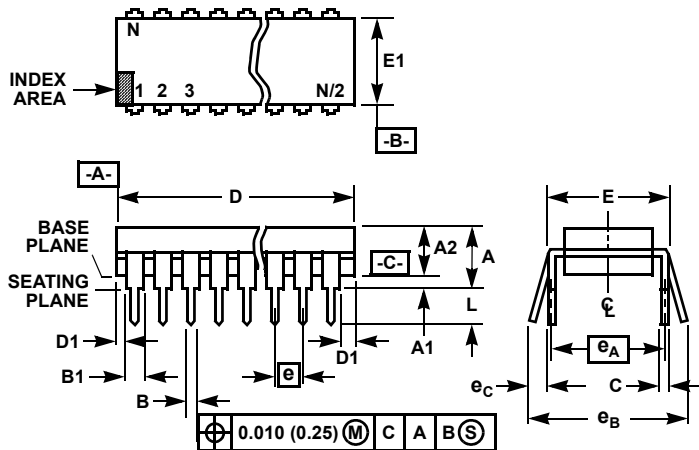 N
E1
INDEX
AREA
1 2 3 N/2
-B-
-A-
D
E
BASE
PLANE
A2
A
-C-
SEATING
PLANE
L
C
L
D1
A1
D1
eA
B1
e
eC
C
B
eB
0.010 (0.25) M C A B S